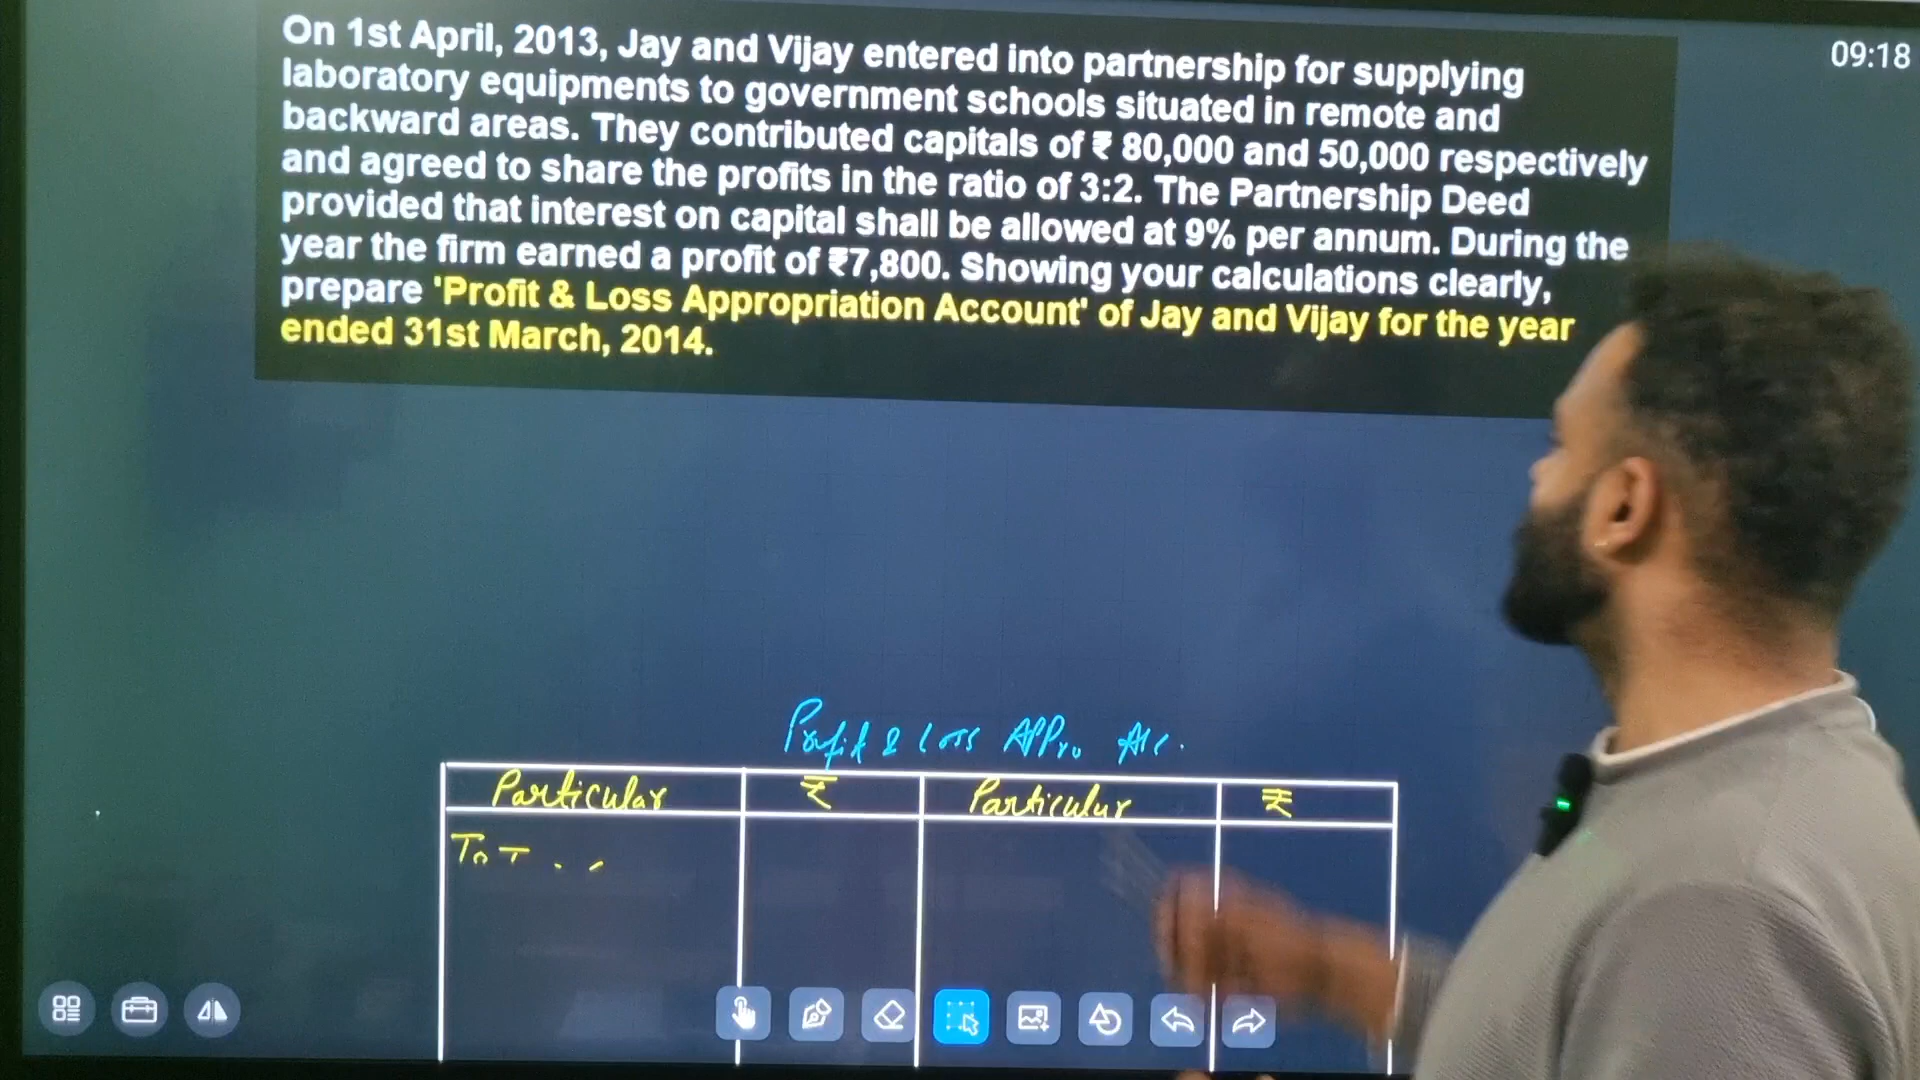 09:18
On 1st April, 2013, Jay and Vijay entered into partnership for supplying
laboratory equipments to government schools situated in remote and
backward areas. They contributed capitals of ₹ 80,000 and 50,000 respectively
and agreed to share the profits in the ratio of 3:2. The Partnership Deed
provided that interest on capital shall be allowed at 9% per annum. During the
year the firm earned a profit of ₹7,800. Showing your calculations clearly,
prepare 'Profit & Loss Appropriation Account' of Jay and Vijay for the year
ended 31st March, 2014.
Profit & Loss APPro A/c.
Particular ₹ Particular ₹
To